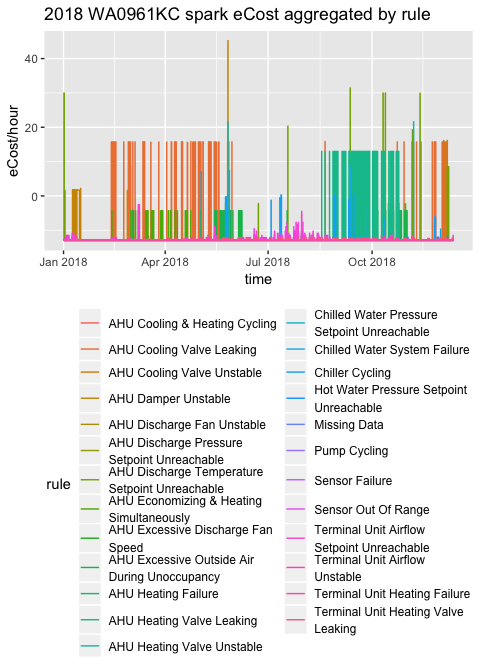 2018 WA0961KC spark eCost aggregated by rule
eCost/hour
40
20
0
Jan 2018
Apr 2018
Jul 2018
Oct 2018
time
rule
AHU Cooling & Heating Cycling
AHU Cooling Valve Leaking
AHU Cooling Valve Unstable
AHU Damper Unstable
AHU Discharge Fan Unstable
AHU Discharge Pressure
Setpoint Unreachable
AHU Discharge Temperature
Setpoint Unreachable
AHU Economizing & Heating
Simultaneously
AHU Excessive Discharge Fan
Speed
AHU Excessive Outside Air
During Unoccupancy
AHU Heating Failure
AHU Heating Valve Leaking
AHU Heating Valve Unstable
Chilled Water Pressure
Setpoint Unreachable
Chilled Water System Failure
Chiller Cycling
Hot Water Pressure Setpoint
Unreachable
Missing Data
Pump Cycling
Sensor Failure
Sensor Out Of Range
Terminal Unit Airflow
Setpoint Unreachable
Terminal Unit Airflow
Unstable
Terminal Unit Heating Failure
Terminal Unit Heating Valve
Leaking